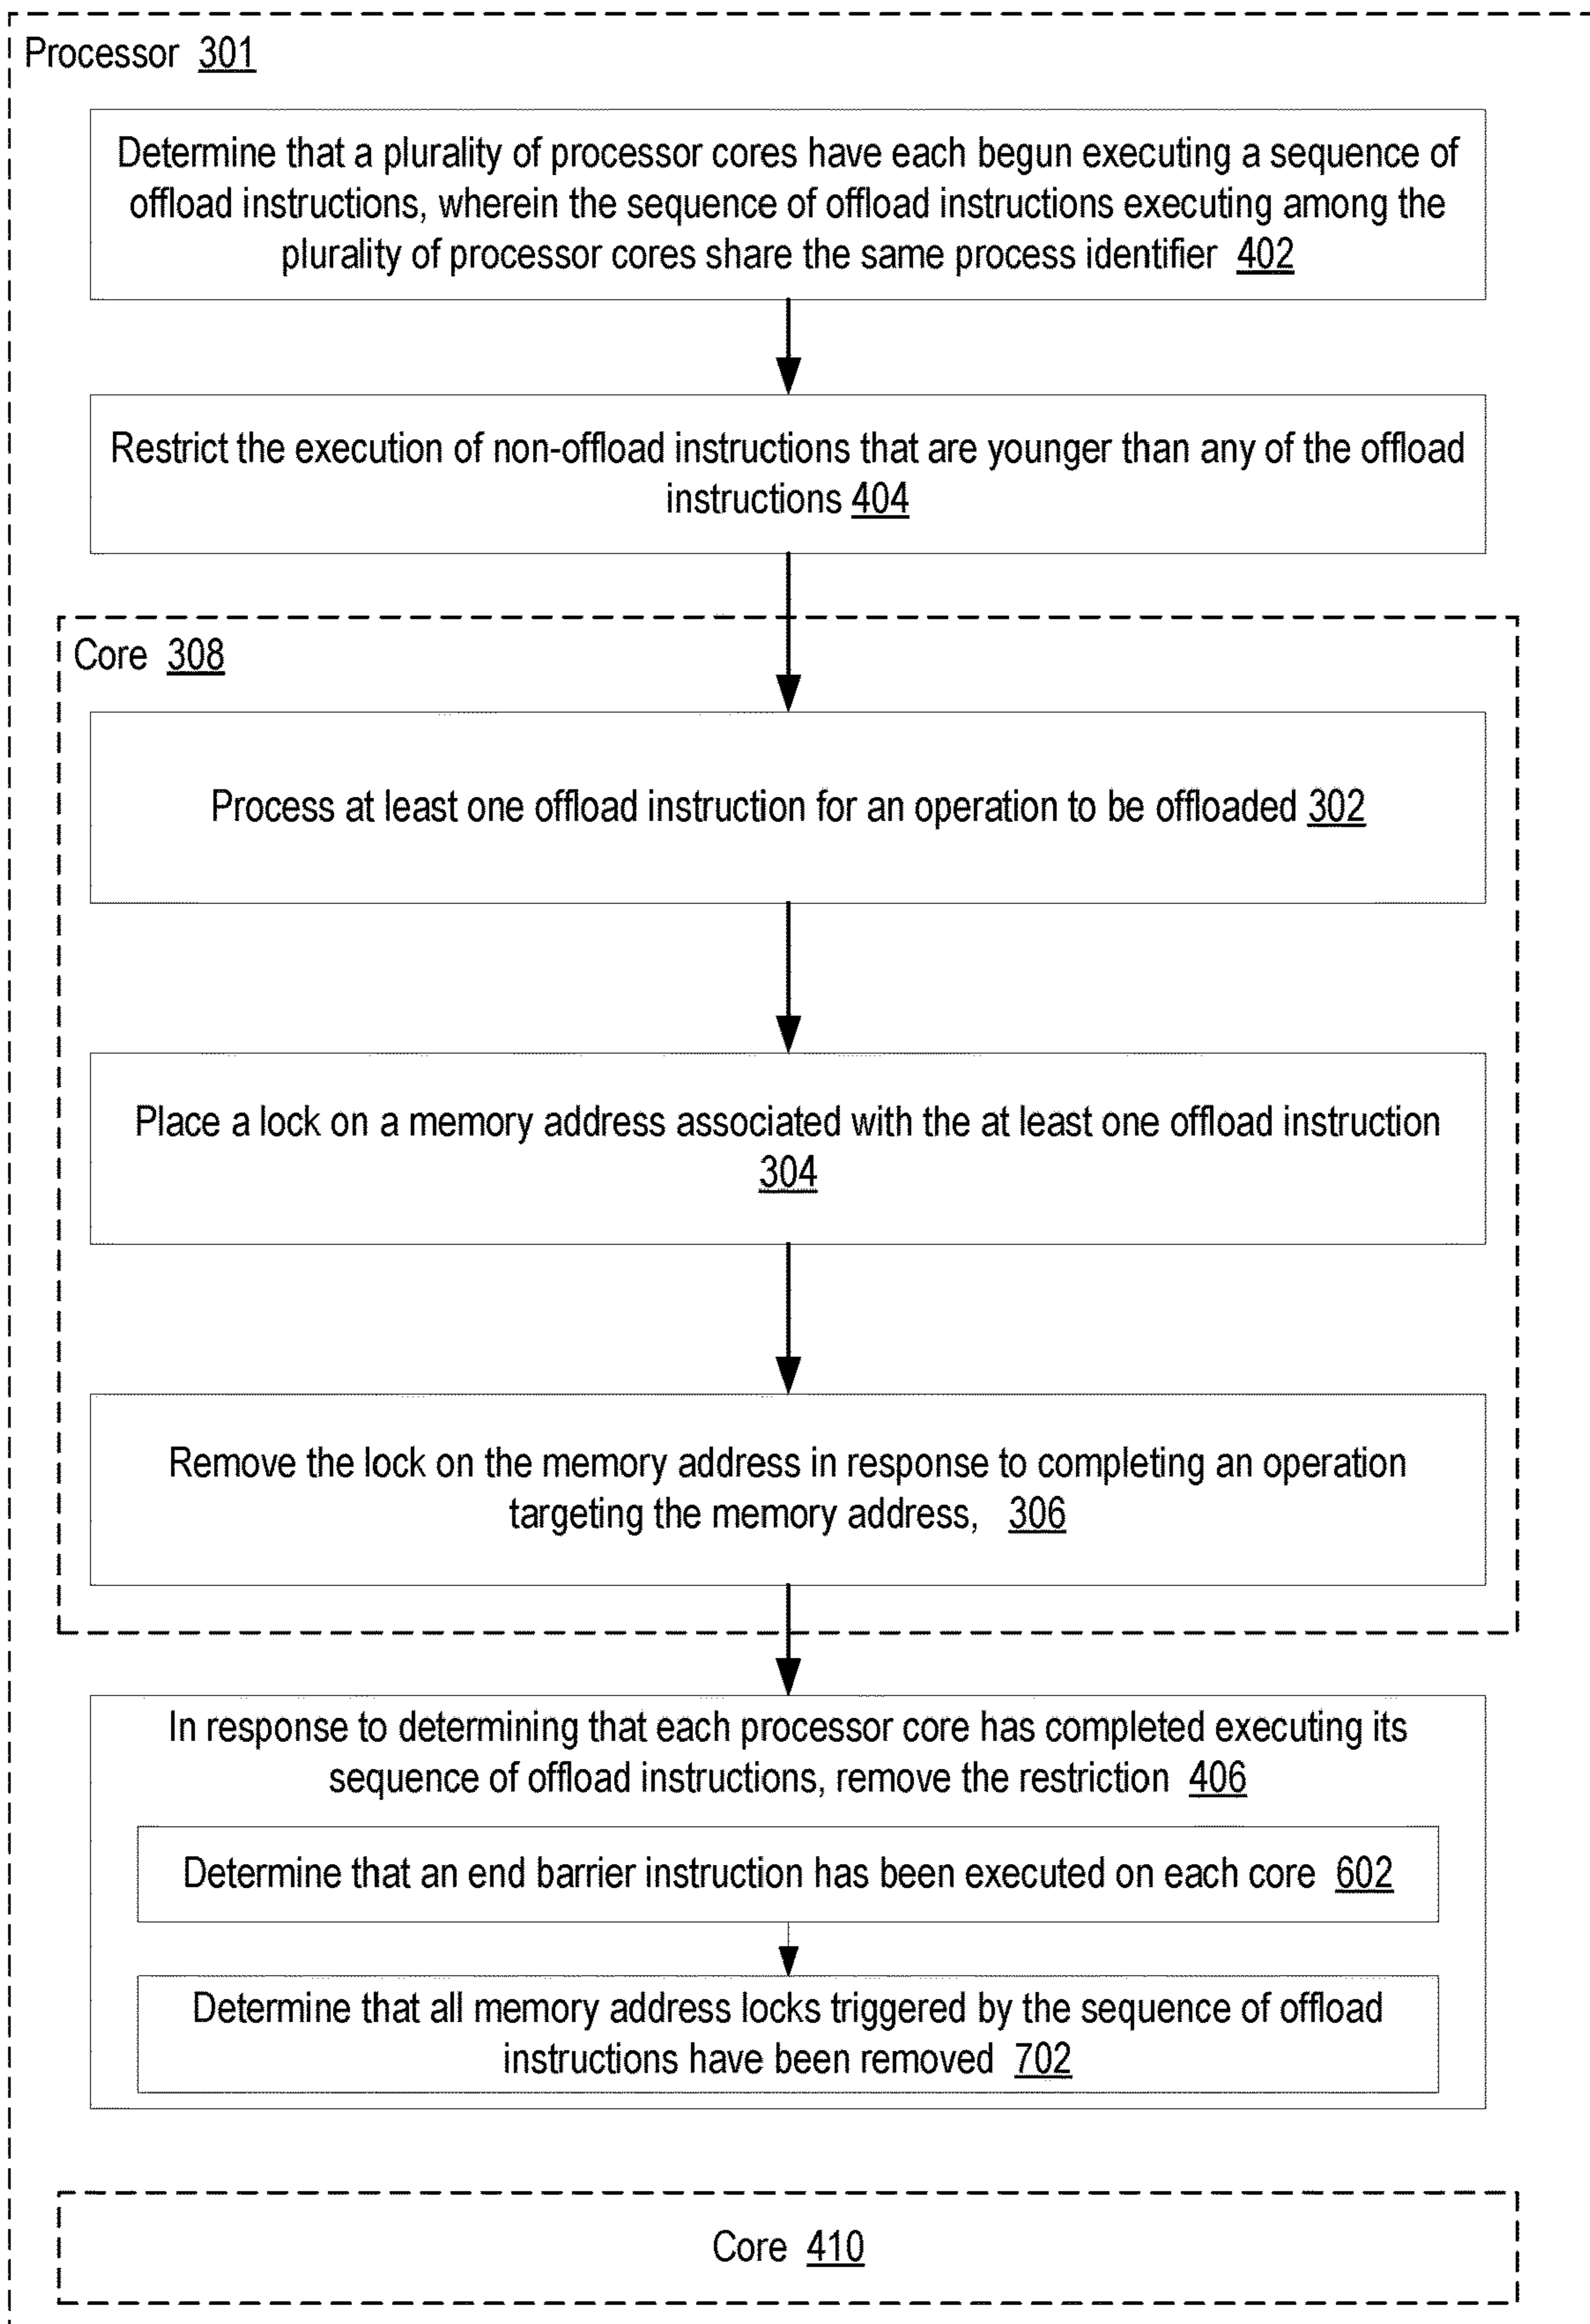 Processor 301
Determine that a plurality of processor cores have each begun executing a sequence of
offload instructions, wherein the sequence of offload instructions executing among the
plurality of processor cores share the same process identifier 402
Restrict the execution of non-offload instructions that are younger than any of the offload
instructions 404
Core 308
Process at least one offload instruction for an operation to be offloaded 302
Place a lock on a memory address associated with the at least one offload instruction
304
Remove the lock on the memory address in response to completing an operation
targeting the memory address, 306
In response to determining that each processor core has completed executing its
sequence of offload instructions, remove the restriction 406
Determine that an end barrier instruction has been executed on each core 602
Determine that all memory address locks triggered by the sequence of offload
instructions have been removed 702
Core 410